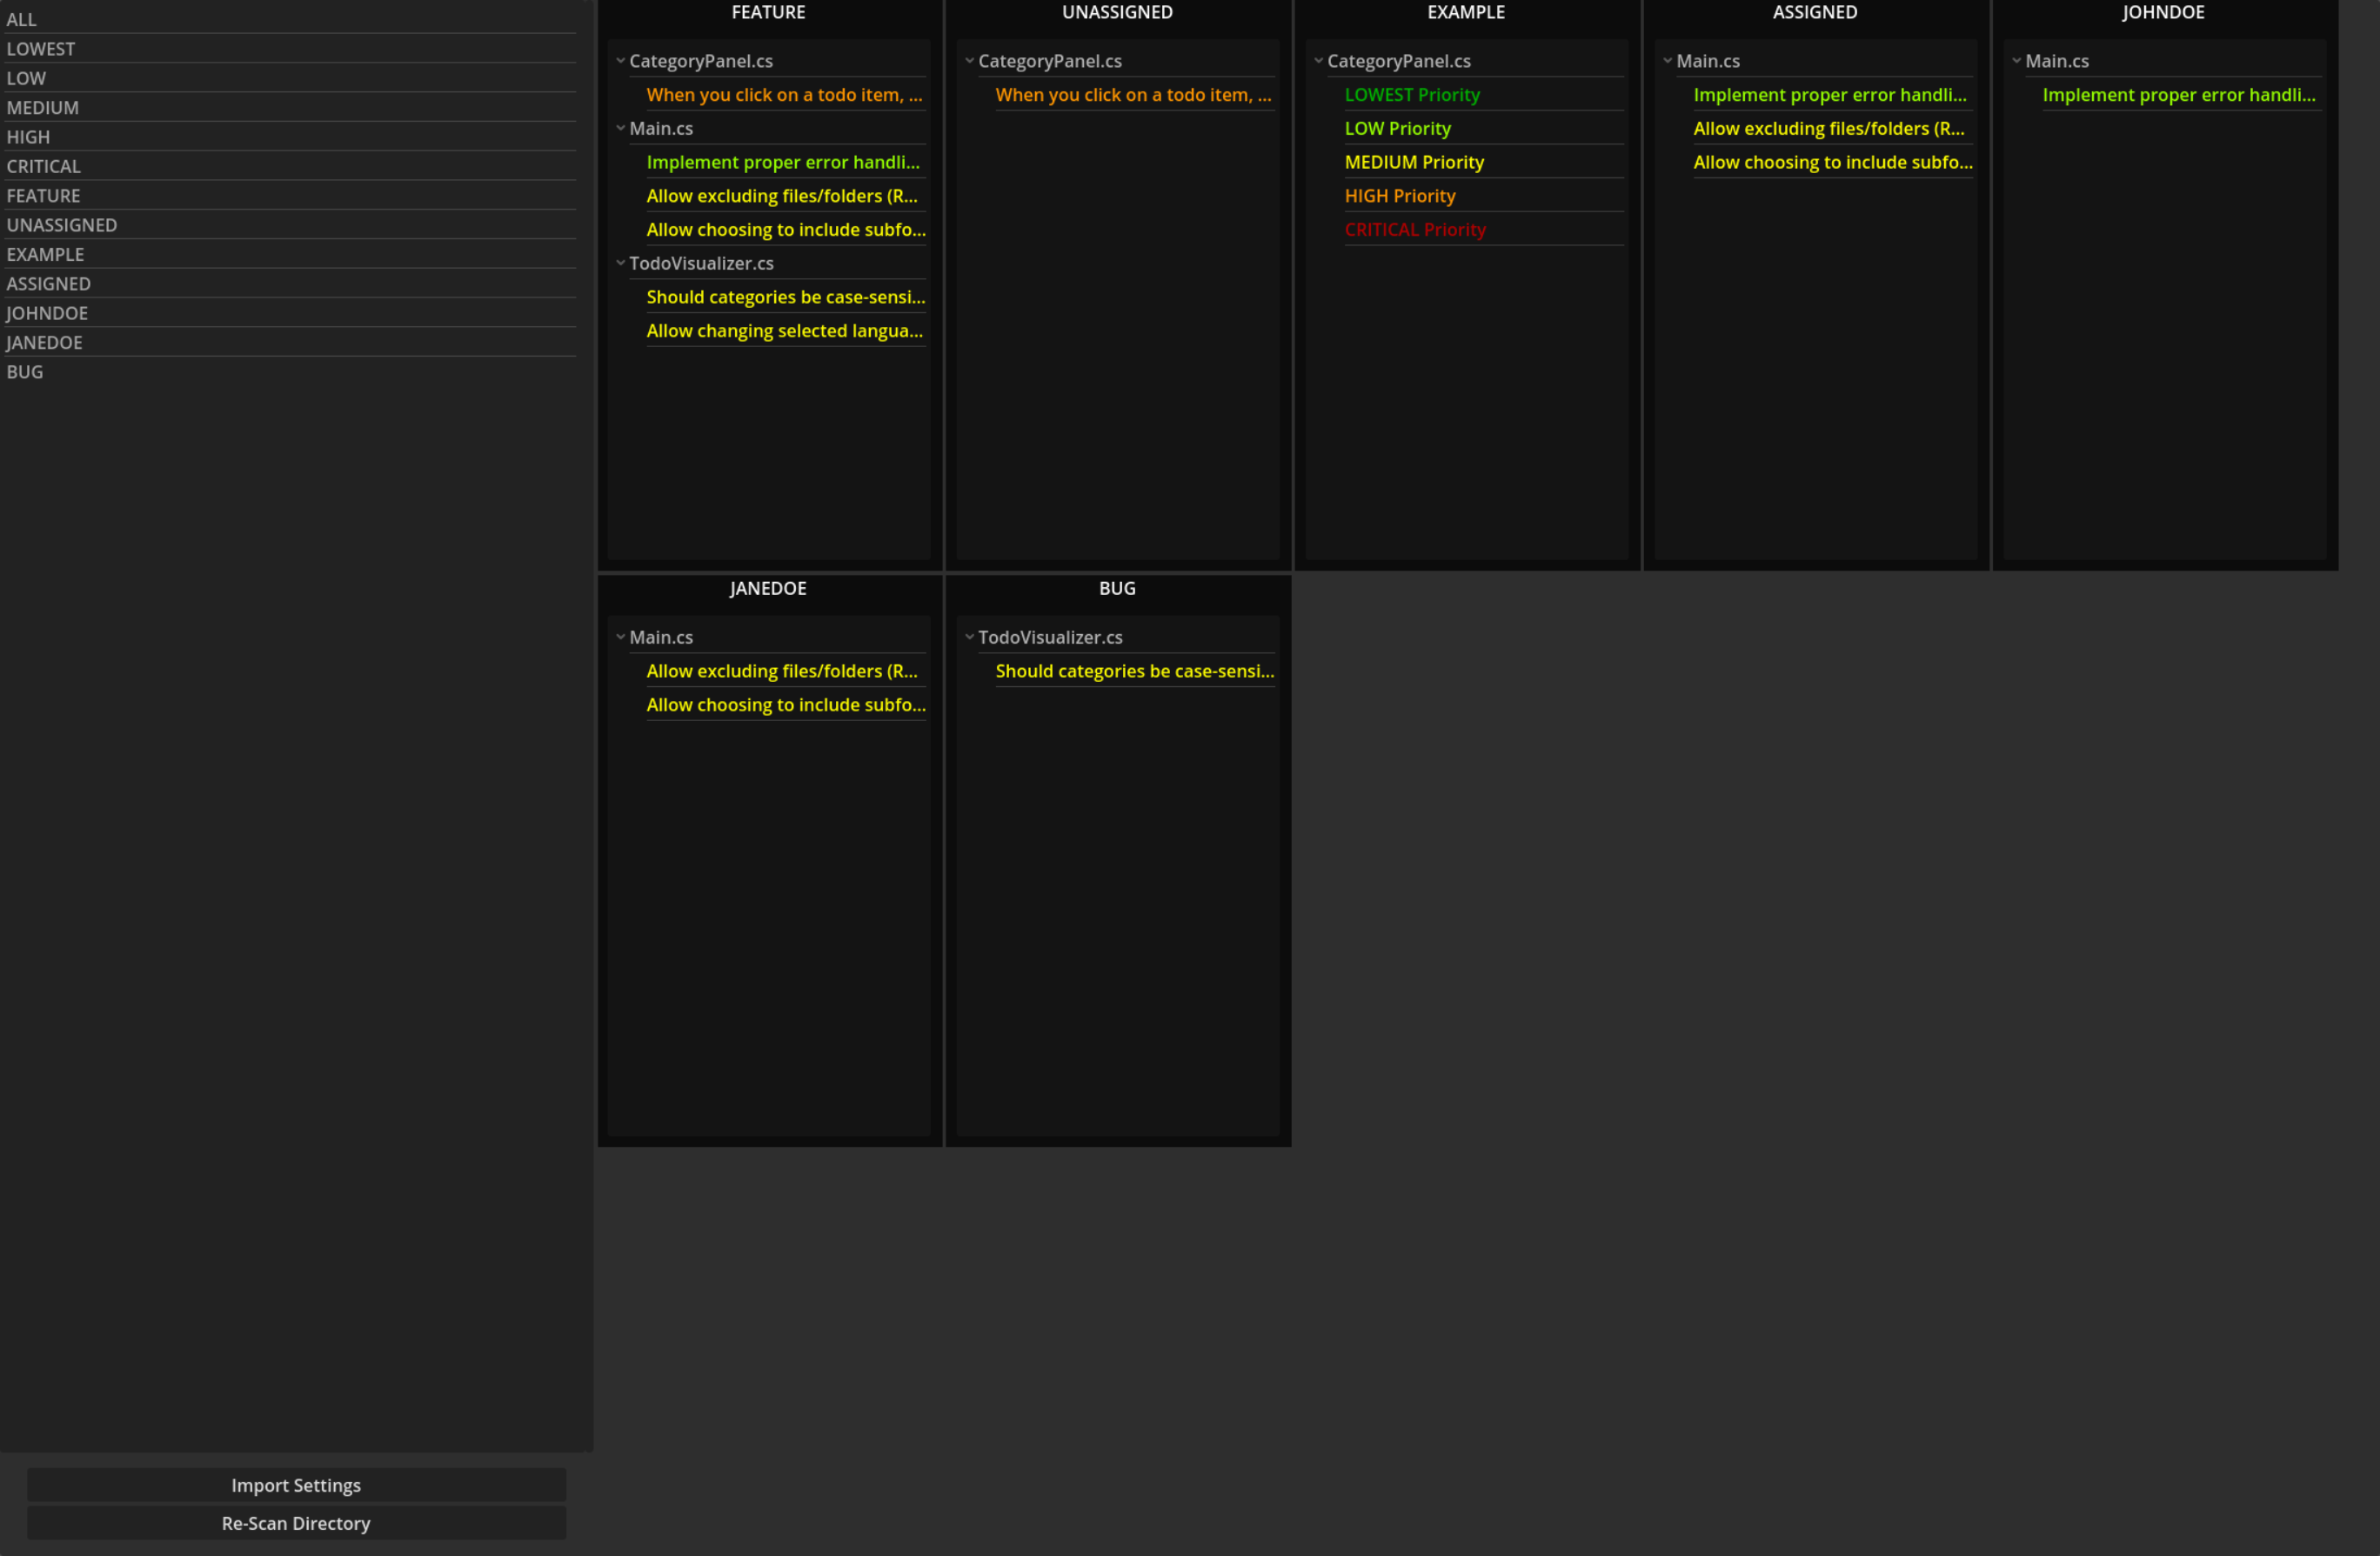 ALL
LOWEST
LOW
MEDIUM
HIGH
CRITICAL
FEATURE
UNASSIGNED
EXAMPLE
ASSIGNED
JOHNDOE
JANEDOE
BUG
Import Settings
Re-Scan Directory
FEATURE
CategoryPanel.cs
When you click on a todo item, ...
Main.cs
Implement proper error handli...
Allow excluding files/folders (R...
Allow choosing to include subfo...
TodoVisualizer.cs
Should categories be case-sensi...
Allow changing selected langua...
UNASSIGNED
CategoryPanel.cs
When you click on a todo item, ...
EXAMPLE
CategoryPanel.cs
LOWEST Priority
LOW Priority
MEDIUM Priority
HIGH Priority
CRITICAL Priority
ASSIGNED
Main.cs
Implement proper error handli...
Allow excluding files/folders (R...
Allow choosing to include subfo...
JOHNDOE
Main.cs
Implement proper error handli...
JANEDOE
Main.cs
Allow excluding files/folders (R...
Allow choosing to include subfo...
BUG
TodoVisualizer.cs
Should categories be case-sensi...